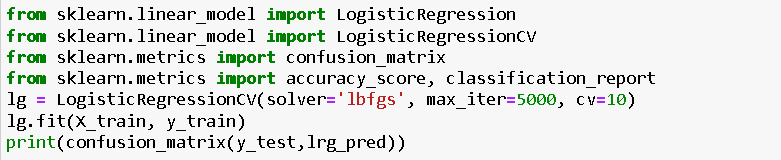 from sklearn.linear_model import LogisticRegression
from sklearn.linear_model import LogisticRegressionCV
from sklearn.metrics import confusion_matrix
from sklearn.metrics import accuracy_score, classification_report
lg = LogisticRegressionCV(solver='lbfgs', max_iter=5000, cv=10)
lg.fit(X_train, y_train)
print(confusion_matrix(y_test,lrg_pred))